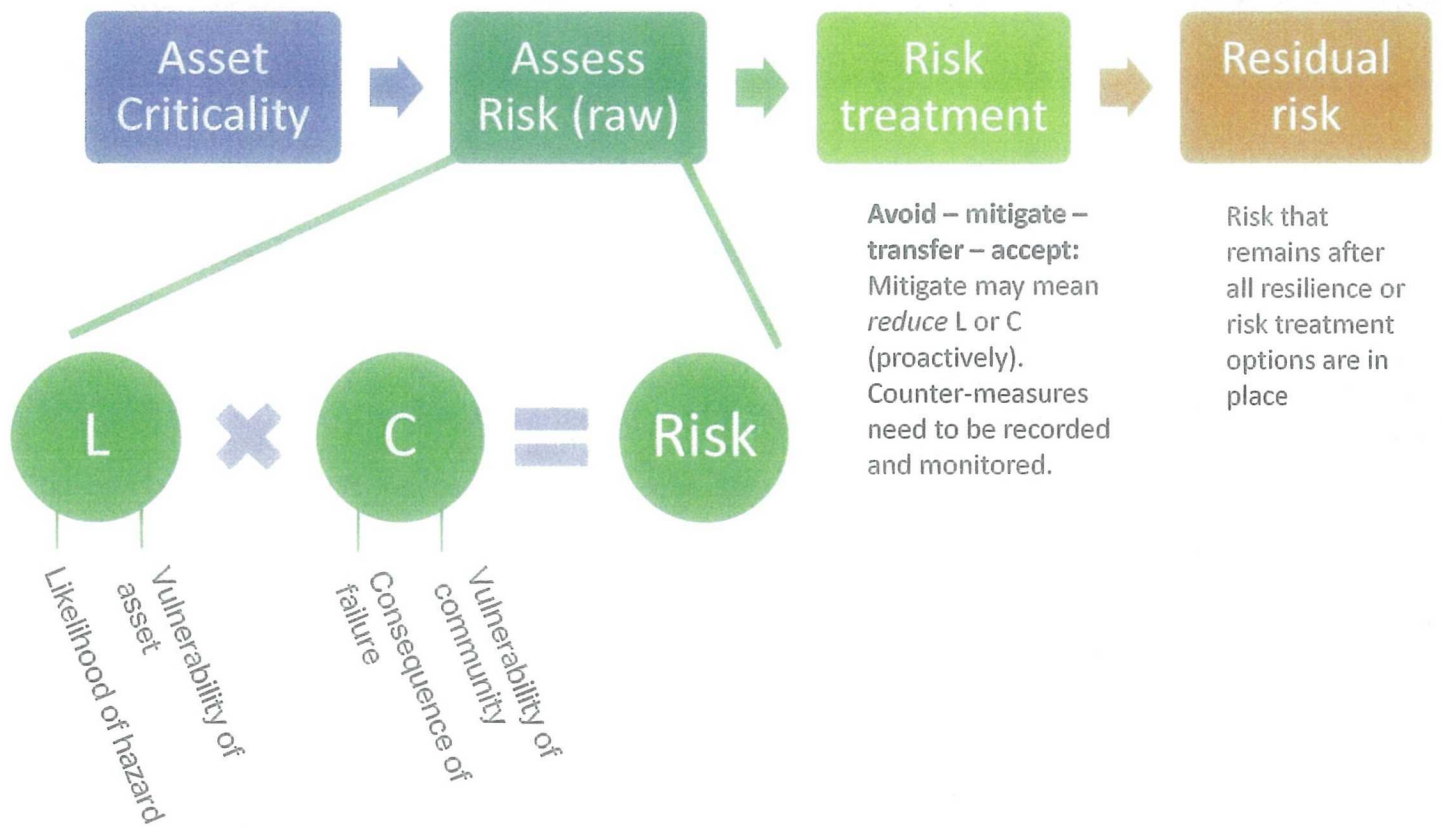 Asset
Criticality
Assess
Risk (raw)
Risk
treatment
Residual
risk
Avoid – mitigate –
transfer – accept:
Mitigate may mean
reduce L or C
(proactively).
Counter-measures
need to be recorded
and monitored.
Risk that
remains after
all resilience or
risk treatment
options are in
place
L
C
Risk
Likelihood of hazard
Vulnerability of
asset
Consequence of
failure
Vulnerability of
community